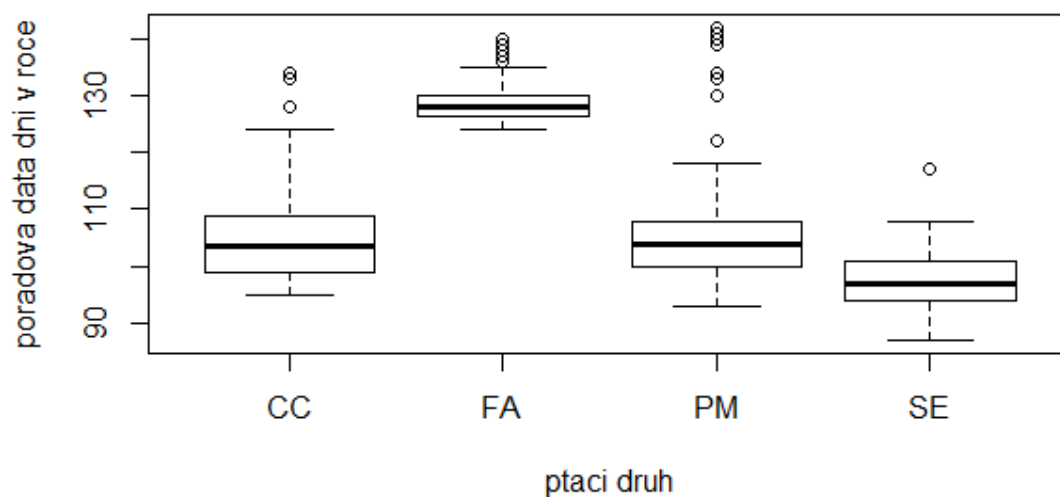 poradova data dni v roce
130
110
90
CC FA PM SE
ptaci druh